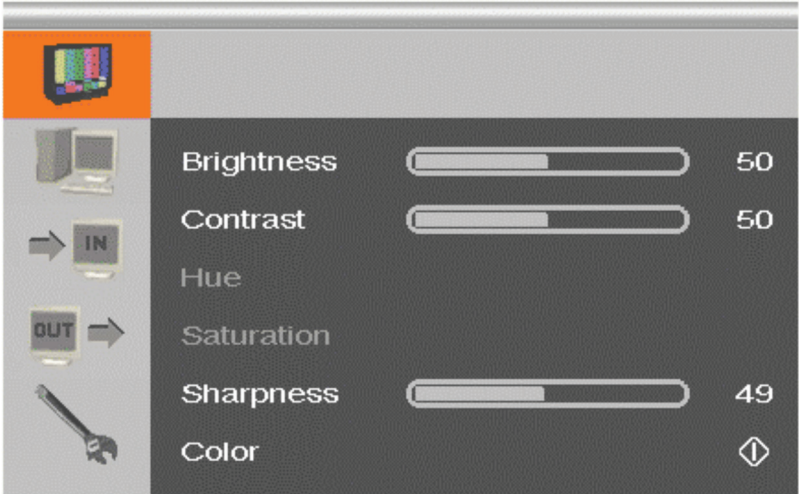 Brightness 50
Contrast 50
IN
Hue
OUT
Saturation
Sharpness 49
Color